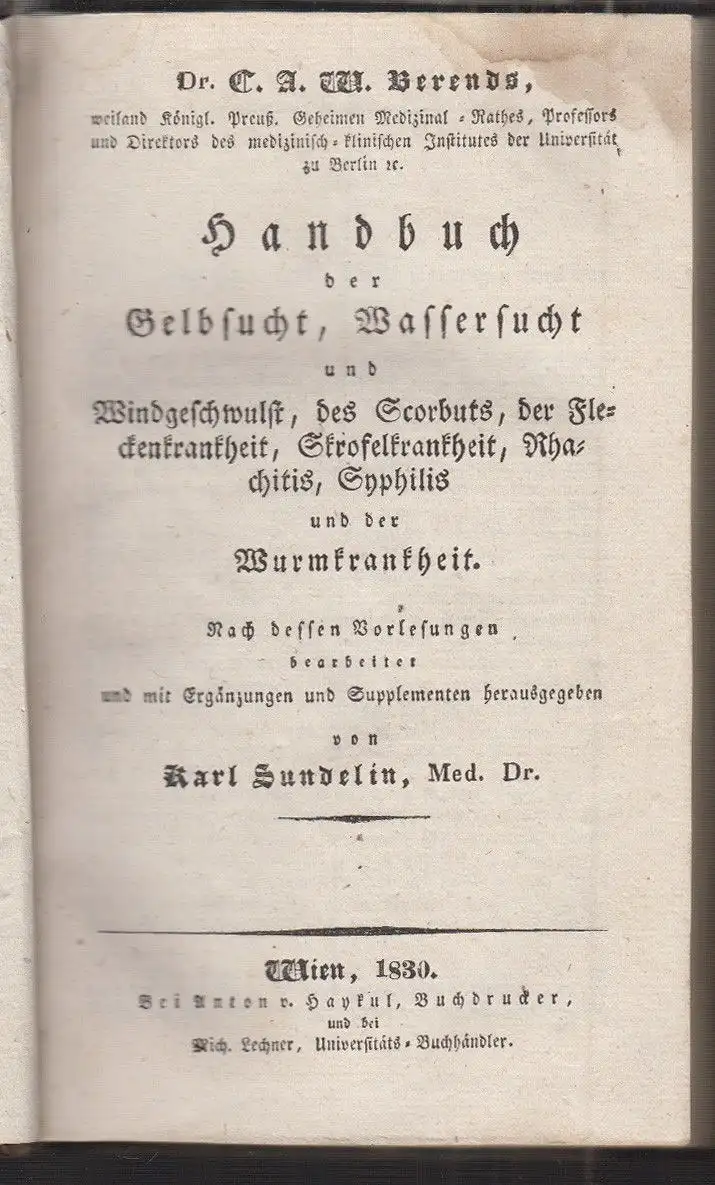 Dr. C. A. W. Berends,
weiland Königl. Preuß. Geheimen Medizinal-Rathes, Professors
und Direktors des medizinisch-klinischen Institutes der Universität
zu Berlin ꝛc.
Handbuch
der
Gelbsucht, Wassersucht
und
Windgeschwulst, des Scorbuts, der Fle-
ckenkrankheit, Skrofelkrankheit, Rha-
chitis, Syphilis
und der
Wurmkrankheit.
Nach dessen Vorlesungen
bearbeitet
und mit Ergänzungen und Supplementen herausgegeben
von
Karl Sundelin, Med. Dr.
Wien, 1830.
Bei Anton v. Haykul, Buchdrucker,
und bei
Mich. Lechner, Universitäts-Buchhändler.